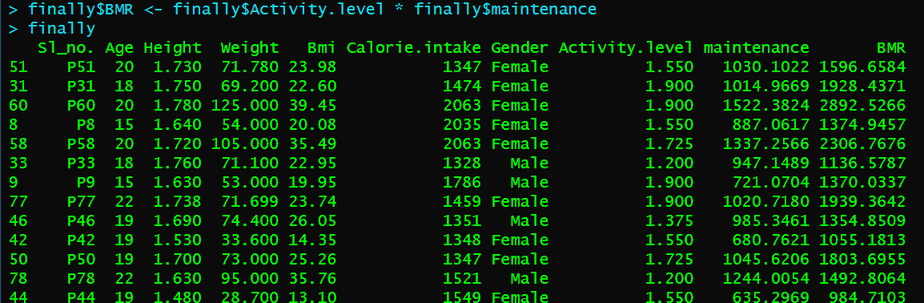 > finally$BMR <- finally$Activity.level * finally$maintenance
> finally
Sl_no. Age Height Weight Bmi Calorie.intake Gender Activity.level maintenance BMR
51 P51 20 1.730 71.780 23.98 1347 Female 1.550 1030.1022 1596.6584
31 P31 18 1.750 69.200 22.60 1474 Female 1.900 1014.9669 1928.4371
60 P60 20 1.780 125.000 39.45 2063 Female 1.900 1522.3824 2892.5266
8 P8 15 1.640 54.000 20.08 2035 Female 1.550 887.0617 1374.9457
58 P58 20 1.720 105.000 35.49 2063 Female 1.725 1337.2566 2306.7676
33 P33 18 1.760 71.100 22.95 1328 Male 1.200 947.1489 1136.5787
9 P9 15 1.630 53.000 19.95 1786 Male 1.900 721.0704 1370.0337
77 P77 22 1.738 71.699 23.74 1459 Female 1.900 1020.7180 1939.3642
46 P46 19 1.690 74.400 26.05 1351 Male 1.375 985.3461 1354.8509
42 P42 19 1.530 33.600 14.35 1348 Female 1.550 680.7621 1055.1813
50 P50 19 1.700 73.000 25.26 1347 Female 1.725 1045.6206 1803.6955
78 P78 22 1.630 95.000 35.76 1521 Male 1.200 1244.0054 1492.8064
44 P44 19 1.480 28.700 13.10 1549 Female 1.550 635.2969 984.7103